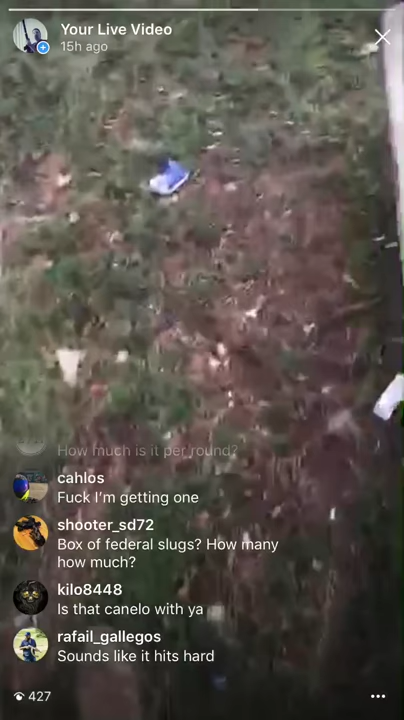 Your Live Video
15h ago
How much is it per round?
cahlos
Fuck I'm getting one
shooter_sd72
Box of federal slugs? How many
how much?
kilo8448
Is that canelo with ya
rafail_gallegos
Sounds like it hits hard
427